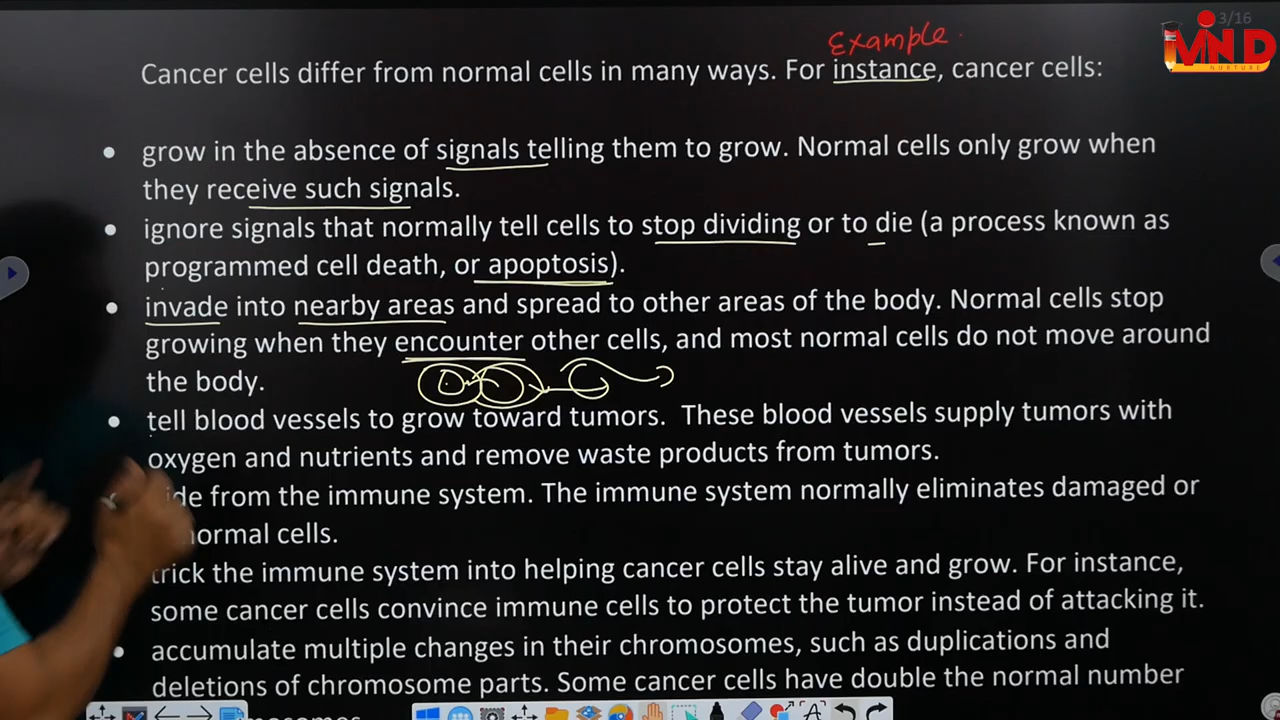 3/16
MIND
NURTURE
Example.
Cancer cells differ from normal cells in many ways. For instance, cancer cells:
• grow in the absence of signals telling them to grow. Normal cells only grow when
they receive such signals.
• ignore signals that normally tell cells to stop dividing or to die (a process known as
programmed cell death, or apoptosis).
• invade into nearby areas and spread to other areas of the body. Normal cells stop
growing when they encounter other cells, and most normal cells do not move around
the body.
• tell blood vessels to grow toward tumors. These blood vessels supply tumors with
oxygen and nutrients and remove waste products from tumors.
from the immune system. The immune system normally eliminates damaged or
cells.
trick the immune system into helping cancer cells stay alive and grow. For instance,
some cancer cells convince immune cells to protect the tumor instead of attacking it.
• accumulate multiple changes in their chromosomes, such as duplications and
deletions of chromosome parts. Some cancer cells have double the normal number